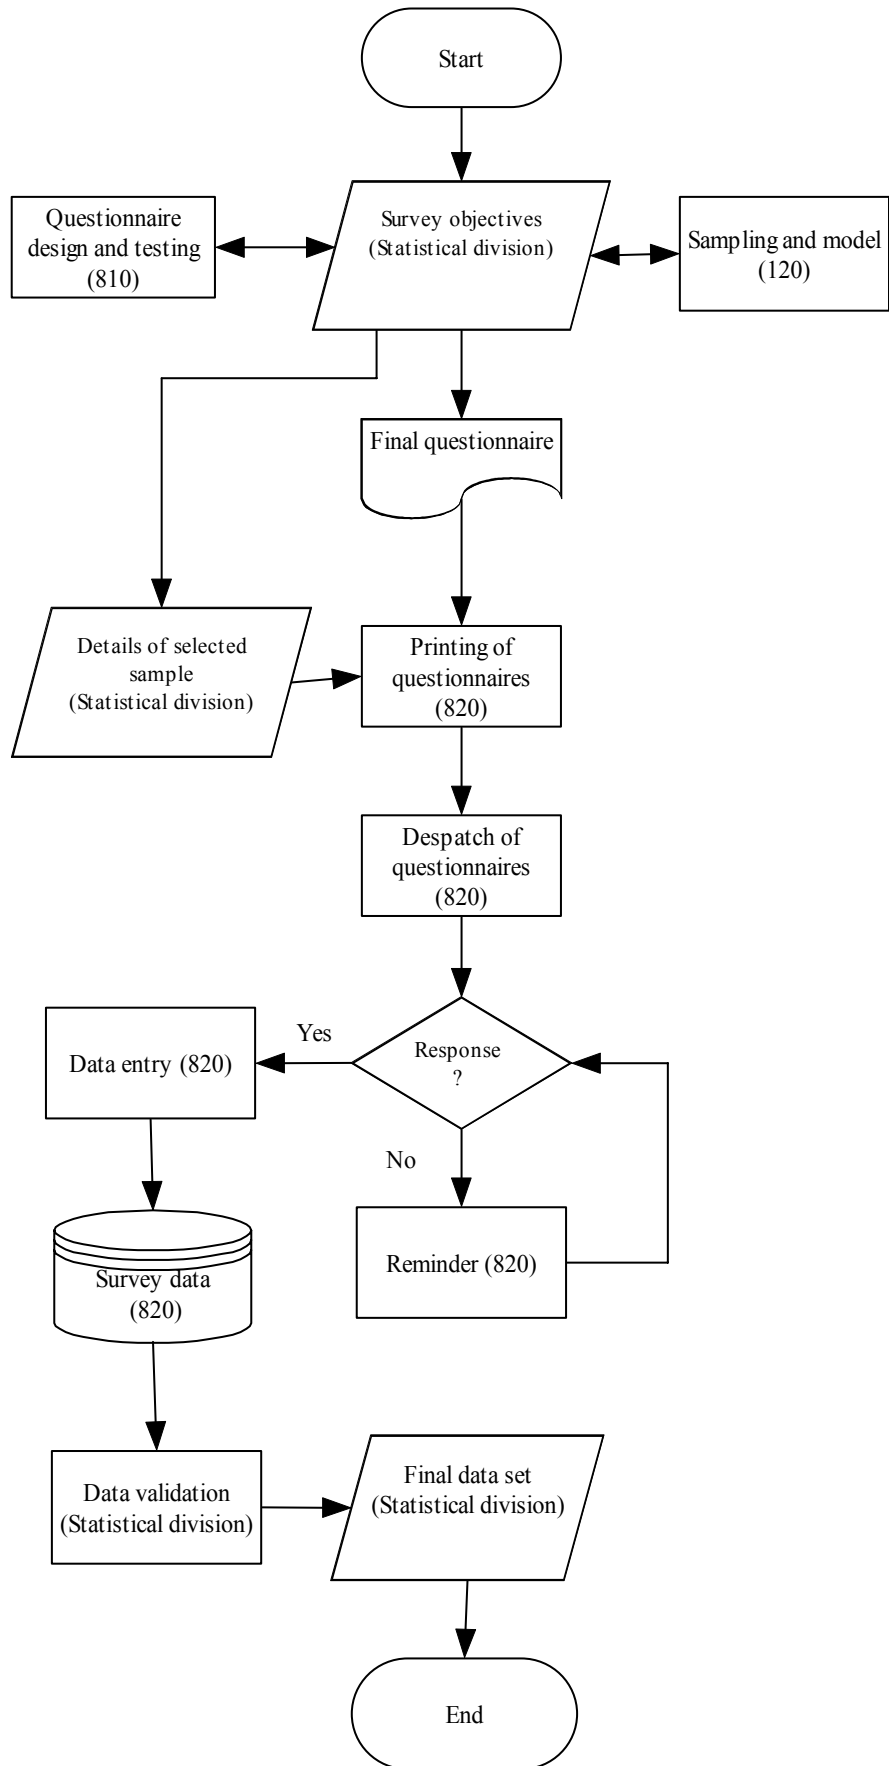 Start
Questionnaire
design and testing
(810)
Survey objectives
(Statistical division)
Sampling and model
(120)
Final questionnaire
Details of selected
sample
(Statistical division)
Printing of
questionnaires
(820)
Despatch of
questionnaires
(820)
Response
?
Yes
Data entry (820)
No
Reminder (820)
Survey data
(820)
Data validation
(Statistical division)
Final data set
(Statistical division)
End